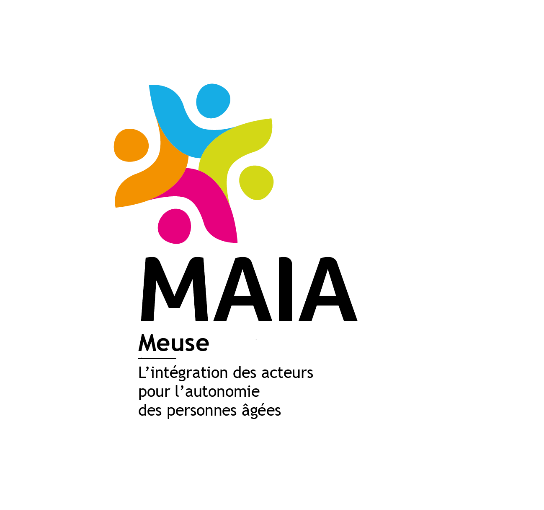 MAIA
Meuse
L'intégration des acteurs
pour l'autonomie
des personnes âgées